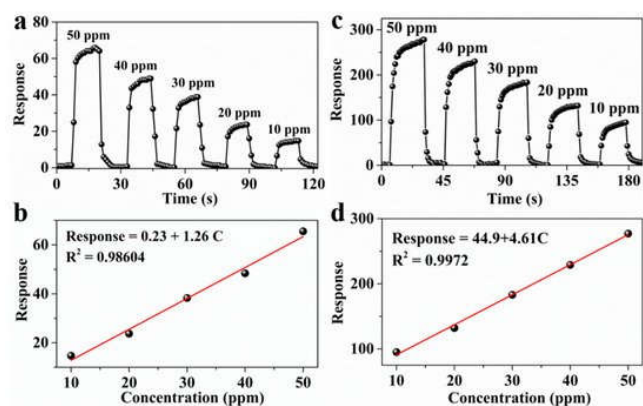 a
50 ppm
40 ppm
30 ppm
20 ppm
10 ppm
80
60
40
20
0
Response
0 30 60 90 120
Time (s)
c
50 ppm
40 ppm
30 ppm
20 ppm
10 ppm
300
200
100
0
Response
0 45 90 135 180
Time (s)
b
Response = 0.23 + 1.26 C
R² = 0.98604
60
40
20
Response
10 20 30 40 50
Concentration (ppm)
d
Response = 44.9+4.61C
R² = 0.9972
300
200
100
Response
10 20 30 40 50
Concentration (ppm)